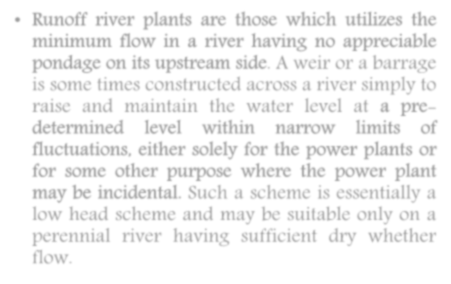 • Runoff river plants are those which utilizes the
minimum flow in a river having no appreciable
pondage on its upstream side. A weir or a barrage
is some times constructed across a river simply to
raise and maintain the water level at a pre-
determined level within narrow limits of
fluctuations, either solely for the power plants or
for some other purpose where the power plant
may be incidental. Such a scheme is essentially a
low head scheme and may be suitable only on a
perennial river having sufficient dry whether
flow.